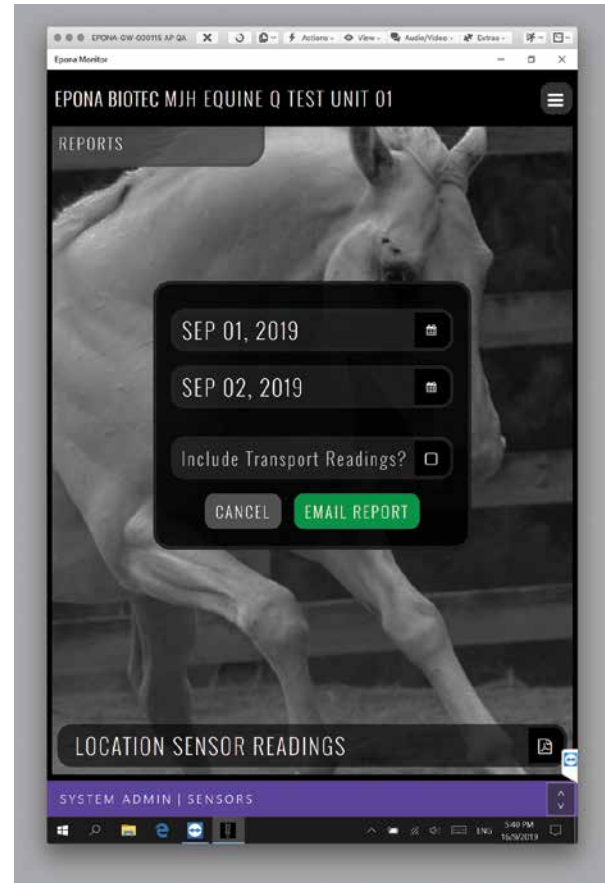 EPONA-GW-000115 AP QA
Actions
View
Audio/Video
Extras
Epona Monitor
EPONA BIOTEC MJH EQUINE Q TEST UNIT 01
REPORTS
SEP 01, 2019
SEP 02, 2019
Include Transport Readings?
CANCEL EMAIL REPORT
LOCATION SENSOR READINGS
SYSTEM ADMIN | SENSORS
ENG
5:40 PM
16/9/2019